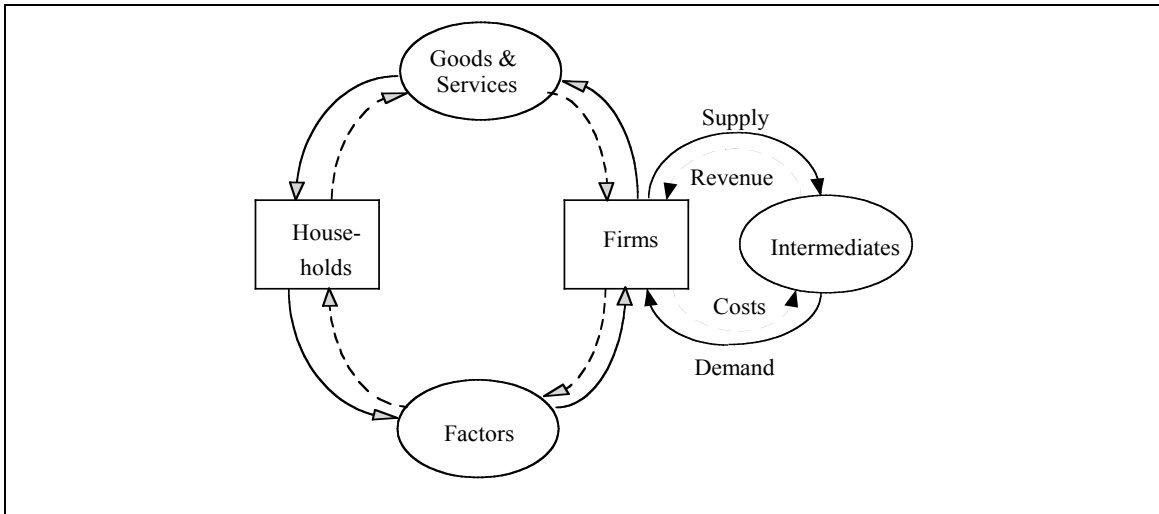 Goods &
Services
Supply
Revenue
House-
holds
Firms
Intermediates
Costs
Demand
Factors